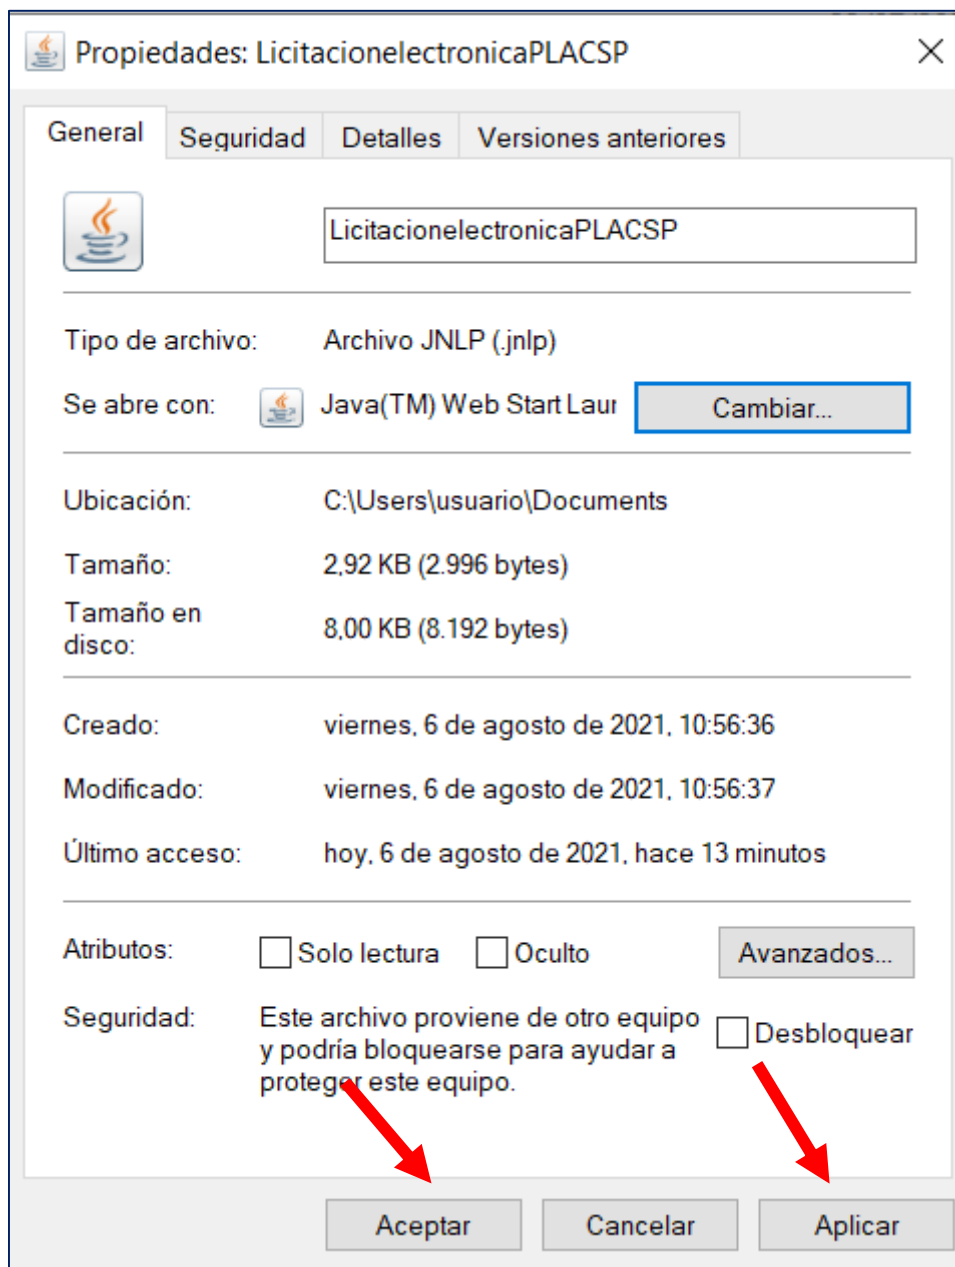 Propiedades: LicitacionelectronicaPLACSP
General
Seguridad
Detalles
Versiones anteriores
LicitacionelectronicaPLACSP
Tipo de archivo: Archivo JNLP (.jnlp)
Se abre con: Java(TM) Web Start Laur Cambiar...
Ubicación: C:\Users\usuario\Documents
Tamaño: 2,92 KB (2.996 bytes)
Tamaño en
disco: 8,00 KB (8.192 bytes)
Creado: viernes, 6 de agosto de 2021, 10:56:36
Modificado: viernes, 6 de agosto de 2021, 10:56:37
Último acceso: hoy, 6 de agosto de 2021, hace 13 minutos
Atributos: Solo lectura Oculto Avanzados...
Seguridad: Este archivo proviene de otro equipo
y podría bloquearse para ayudar a
proteger este equipo.
Desbloquear
Aceptar Cancelar Aplicar